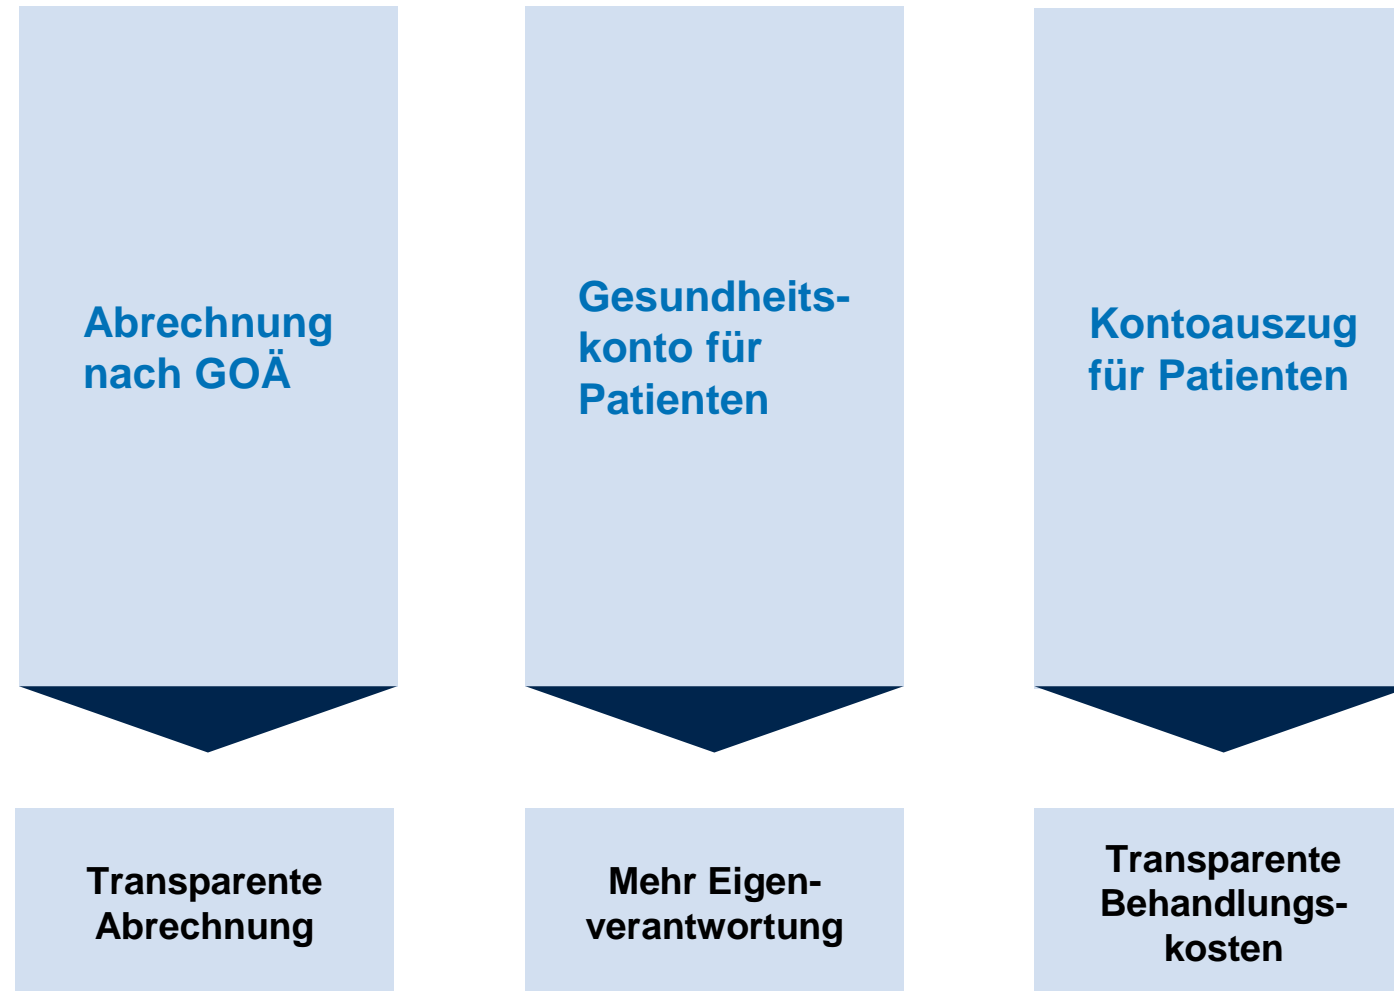 Abrechnung
nach GOÄ
Gesundheits-
konto für
Patienten
Kontoauszug
für Patienten
Transparente
Abrechnung
Mehr Eigen-
verantwortung
Transparente
Behandlungs-
kosten